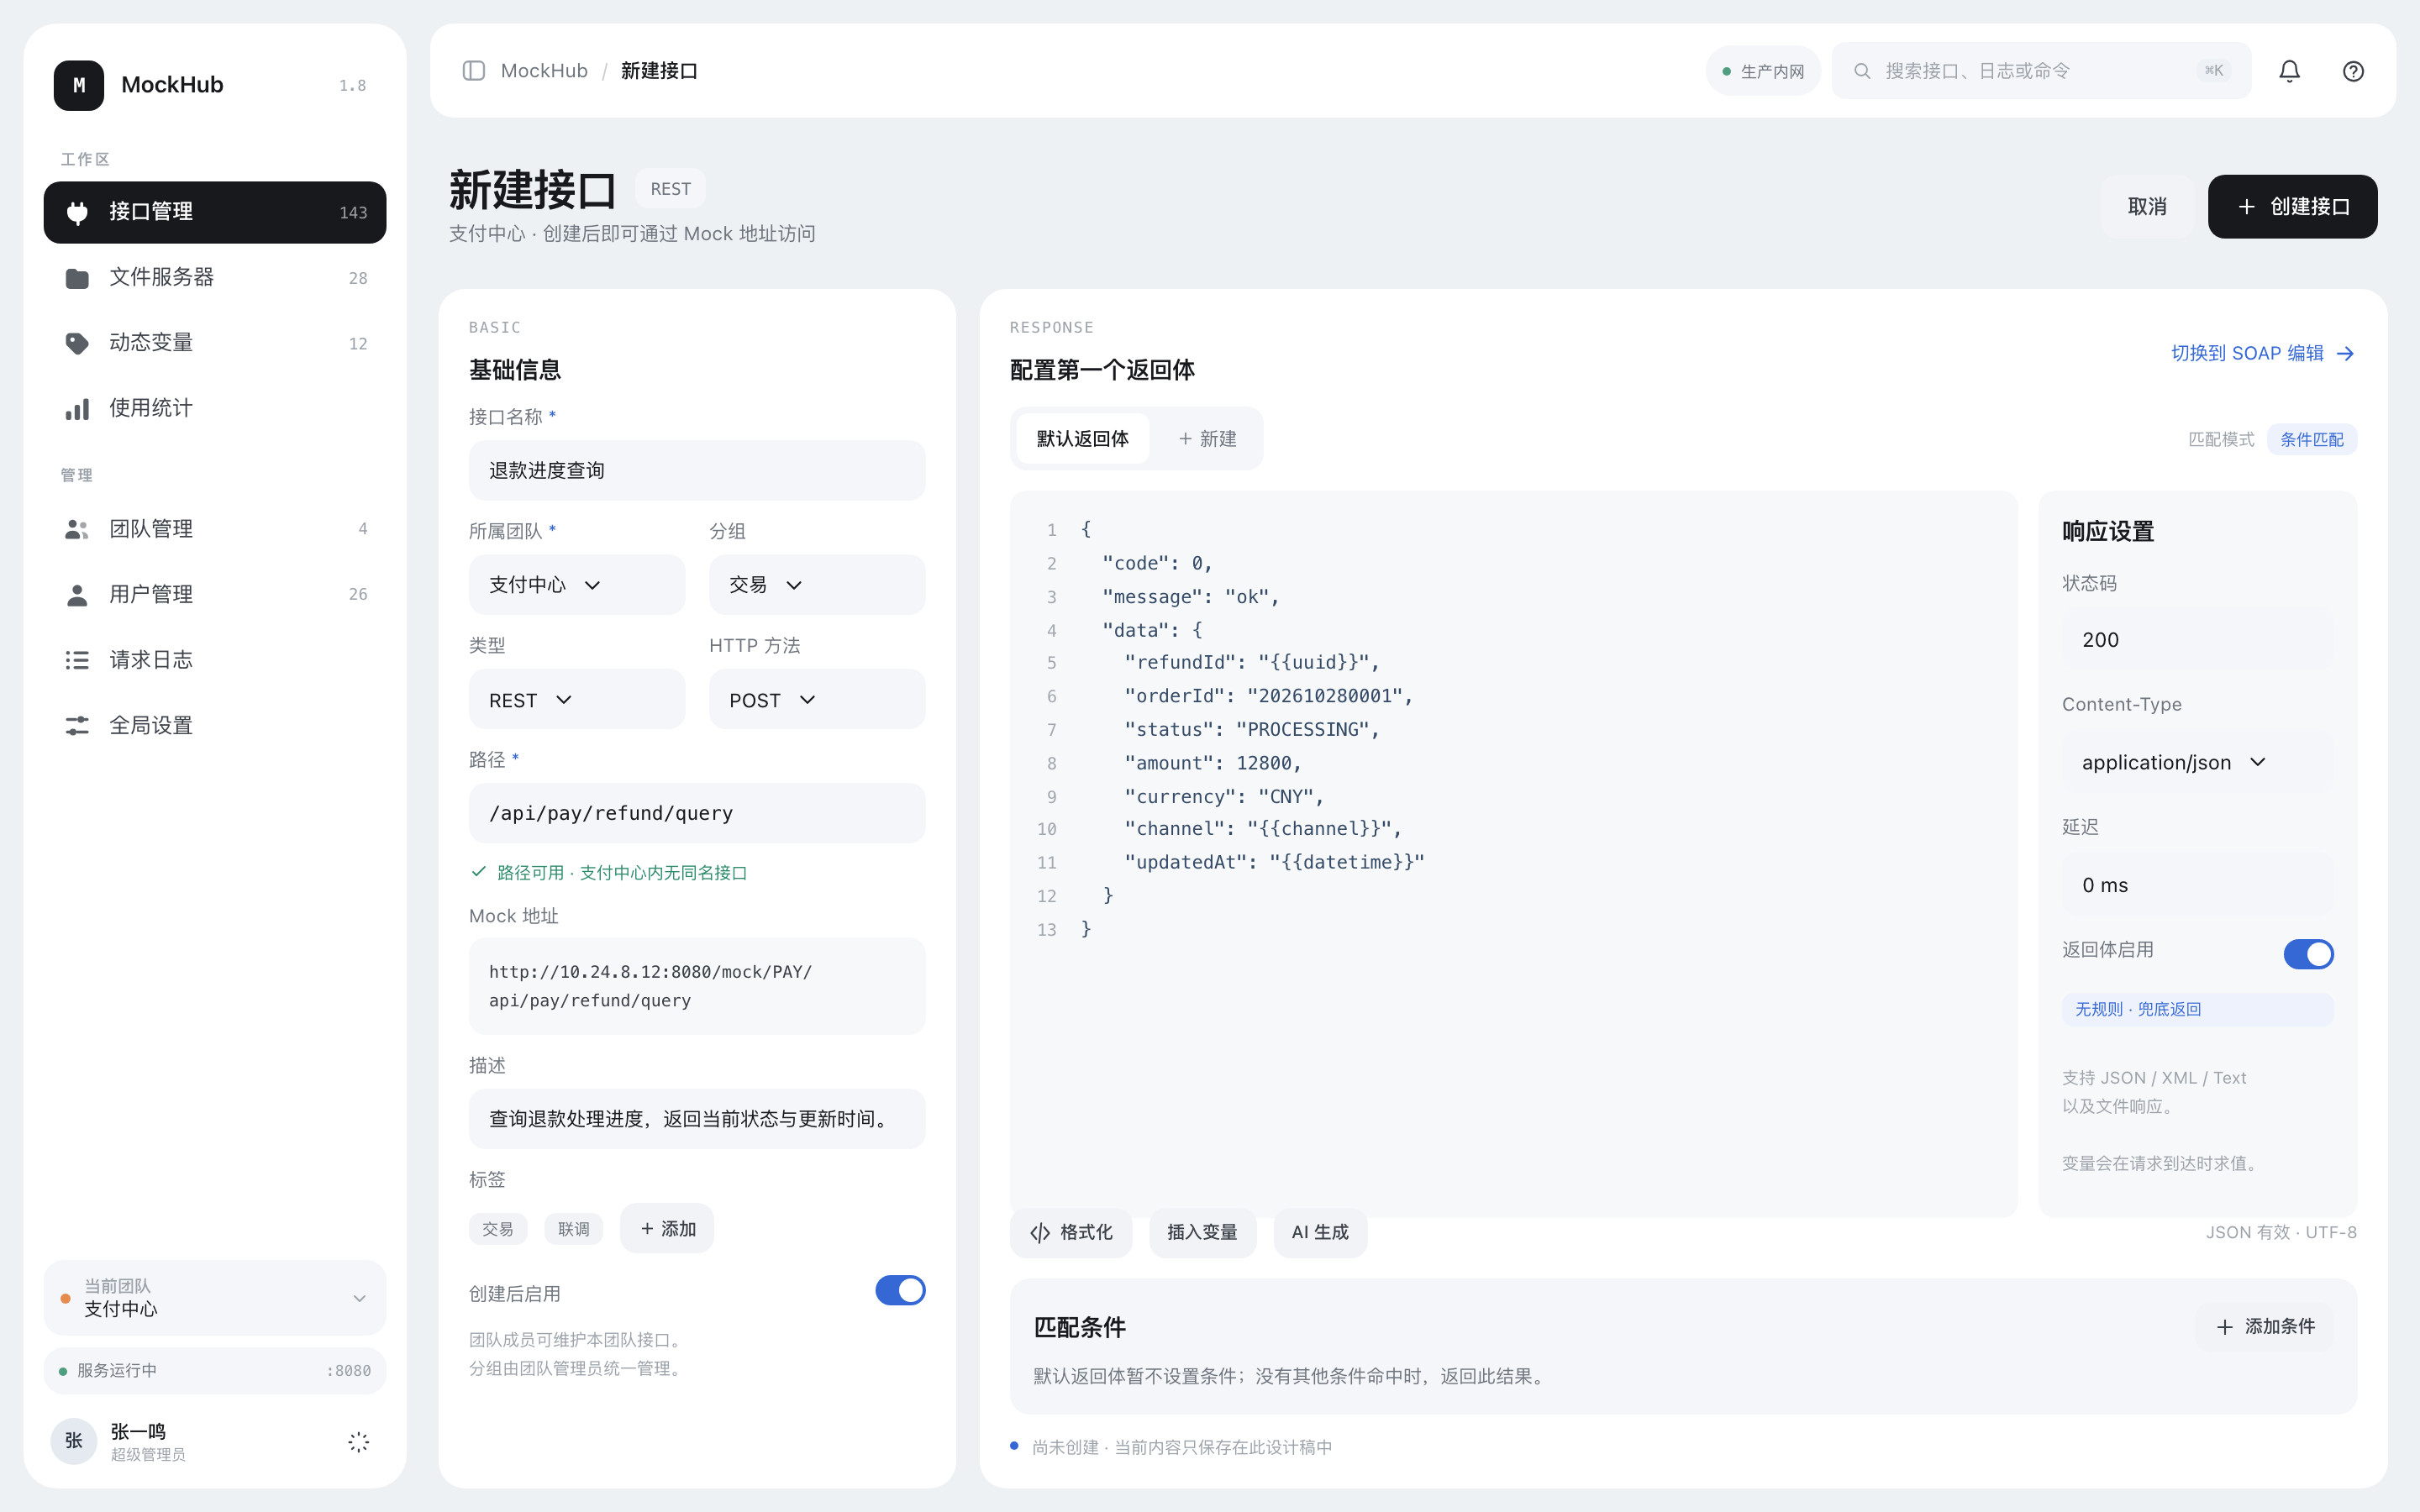 M MockHub 1.8
工作区
接口管理 143
文件服务器 28
动态变量 12
使用统计
管理
团队管理 4
用户管理 26
请求日志
全局设置
当前团队
支付中心
服务运行中 :8080
张 张一鸣
超级管理员
MockHub / 新建接口
生产内网
搜索接口、日志或命令 ⌘K
新建接口 REST
支付中心 · 创建后即可通过 Mock 地址访问
取消
+ 创建接口
BASIC
基础信息
接口名称 *
退款进度查询
所属团队 * 分组
支付中心 交易
类型 HTTP 方法
REST POST
路径 *
/api/pay/refund/query
路径可用 · 支付中心内无同名接口
Mock 地址
http://10.24.8.12:8080/mock/PAY/
api/pay/refund/query
描述
查询退款处理进度，返回当前状态与更新时间。
标签
交易 联调 + 添加
创建后启用
团队成员可维护本团队接口。
分组由团队管理员统一管理。
RESPONSE
配置第一个返回体
切换到 SOAP 编辑 →
默认返回体 + 新建
匹配模式 条件匹配
1 {
2 "code": 0,
3 "message": "ok",
4 "data": {
5 "refundId": "{{uuid}}",
6 "orderId": "202610280001",
7 "status": "PROCESSING",
8 "amount": 12800,
9 "currency": "CNY",
10 "channel": "{{channel}}",
11 "updatedAt": "{{datetime}}"
12 }
13 }
响应设置
状态码
200
Content-Type
application/json
延迟
0 ms
返回体启用
无规则 · 兜底返回
支持 JSON / XML / Text
以及文件响应。
变量会在请求到达时求值。
格式化 插入变量 AI 生成
JSON 有效 · UTF-8
匹配条件
+ 添加条件
默认返回体暂不设置条件；没有其他条件命中时，返回此结果。
尚未创建 · 当前内容只保存在此设计稿中